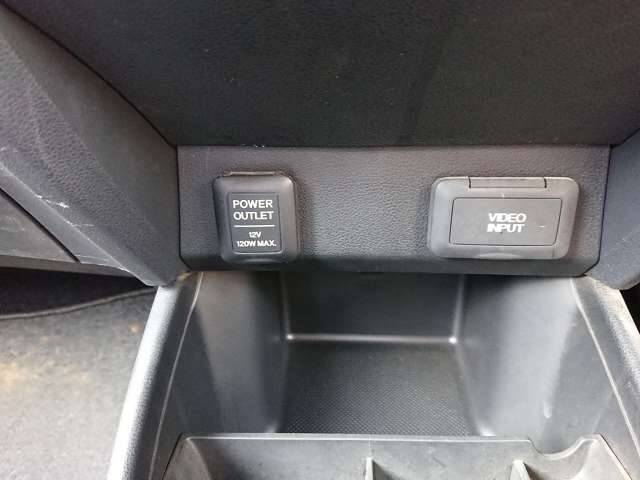 POWER
OUTLET
12V
120W MAX.
VIDEO
INPUT